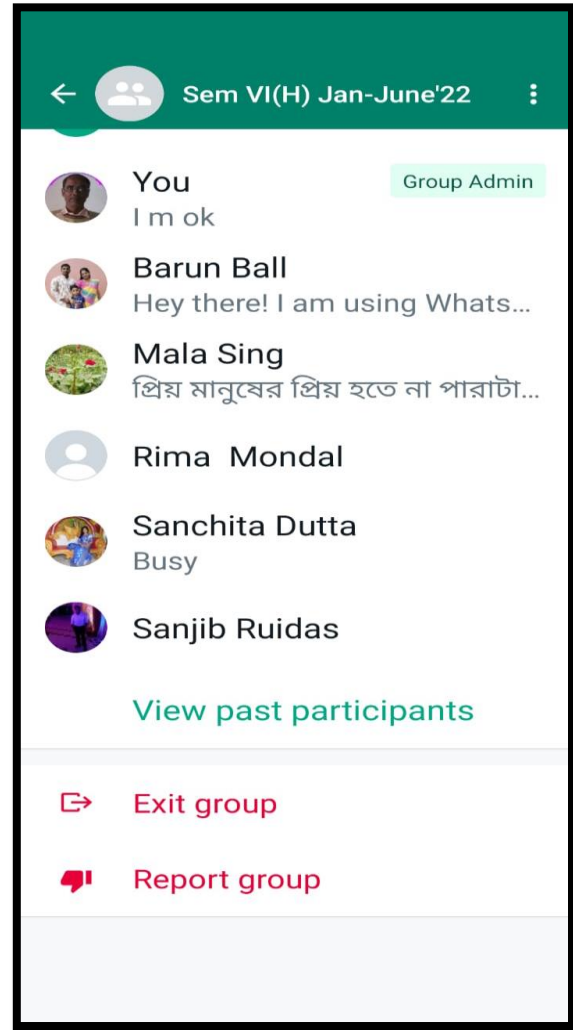 Sem VI(H) Jan-June'22
You
Group Admin
I m ok
Barun Ball
Hey there! I am using Whats...
Mala Sing
প্রিয় মানুষের প্রিয় হতে না পারাটা...
Rima Mondal
Sanchita Dutta
Busy
Sanjib Ruidas
View past participants
Exit group
Report group